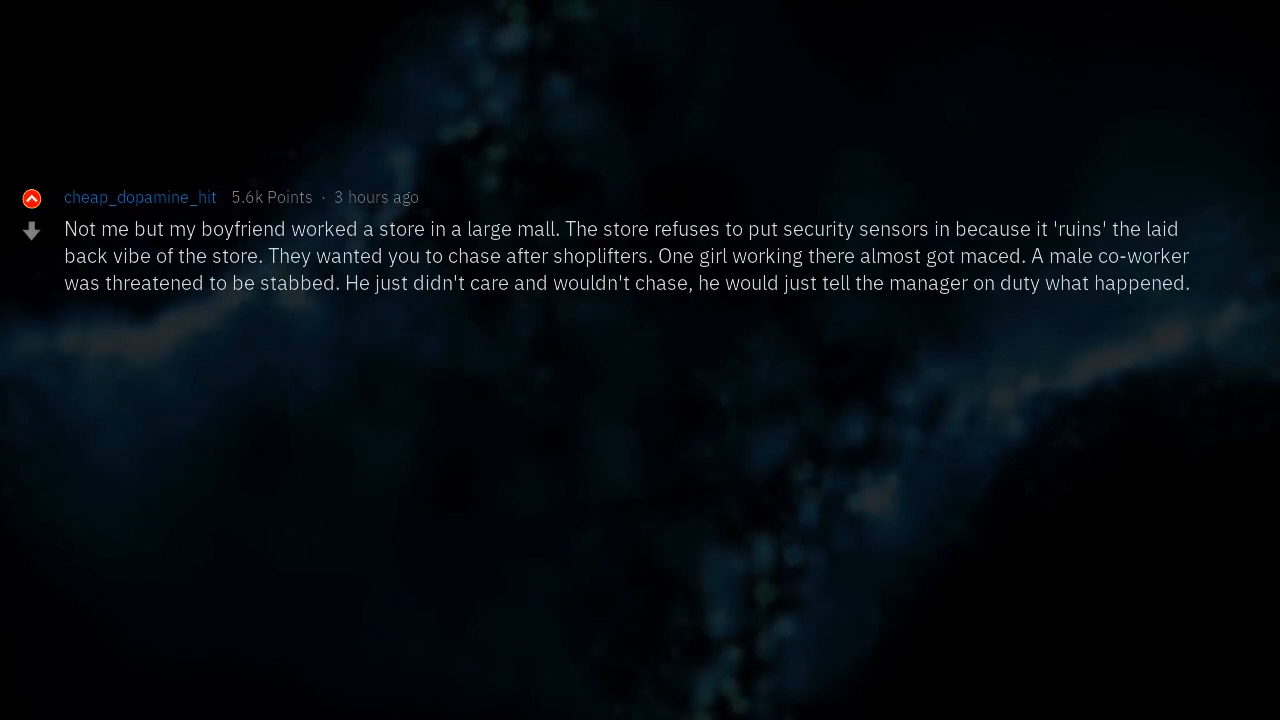 cheap_dopamine_hit 5.6k Points · 3 hours ago
Not me but my boyfriend worked a store in a large mall. The store refuses to put security sensors in because it 'ruins' the laid
back vibe of the store. They wanted you to chase after shoplifters. One girl working there almost got maced. A male co-worker
was threatened to be stabbed. He just didn't care and wouldn't chase, he would just tell the manager on duty what happened.